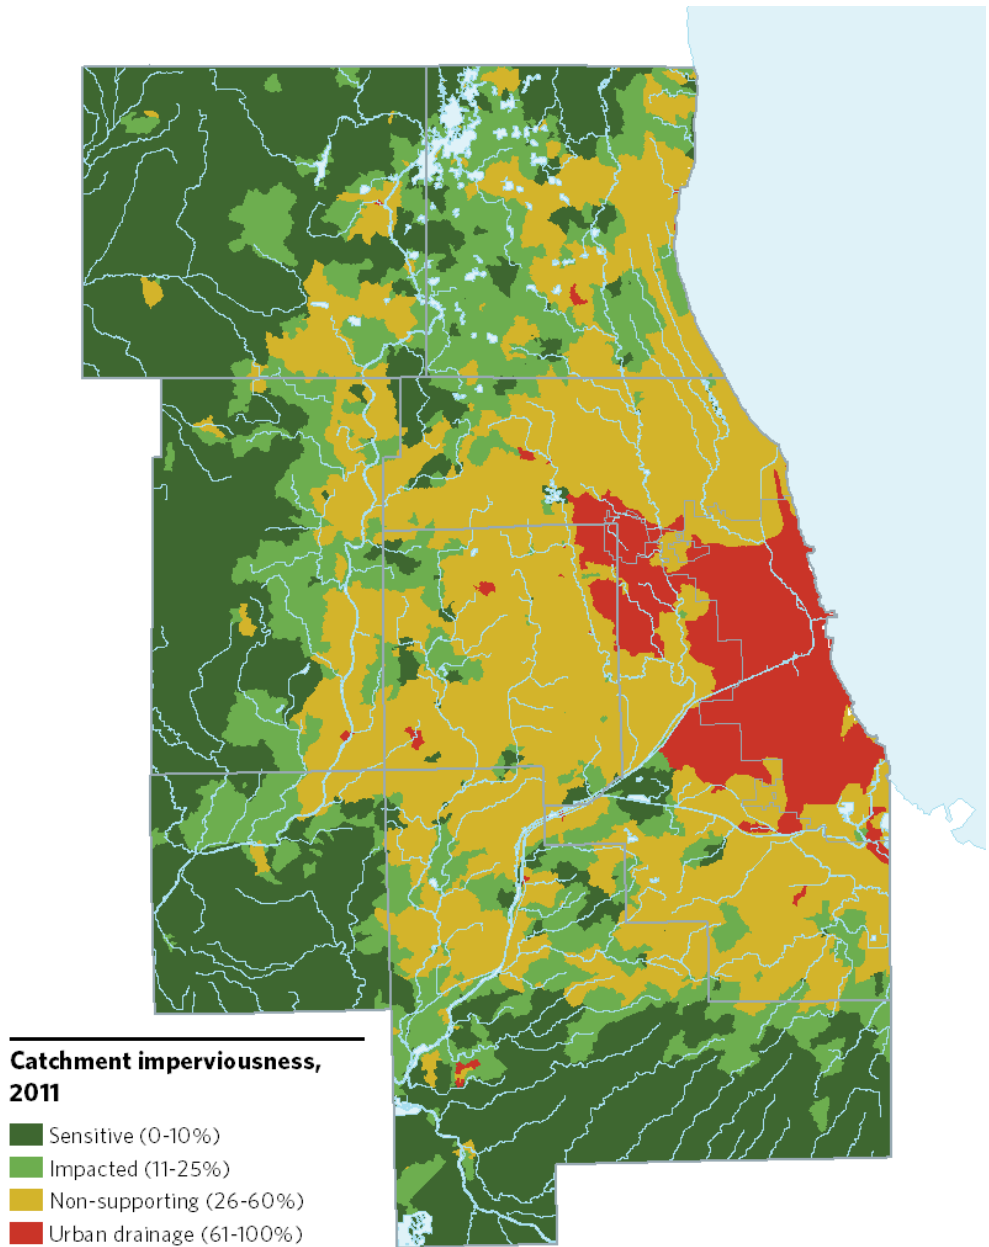 Catchment imperviousness,
2011
Sensitive (0-10%)
Impacted (11-25%)
Non-supporting (26-60%)
Urban drainage (61-100%)